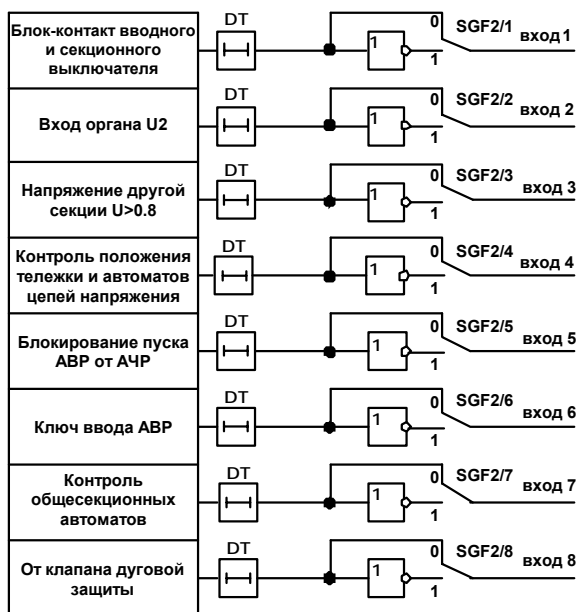 Блок-контакт вводного
и секционного
выключателя
DT
1
0
1
SGF2/1
вход 1
Вход органа U2
DT
1
0
1
SGF2/2
вход 2
Напряжение другой
секции U>0.8
DT
1
0
1
SGF2/3
вход 3
Контроль положения
тележки и автоматов
цепей напряжения
DT
1
0
1
SGF2/4
вход 4
Блокирование пуска
АВР от АЧР
DT
1
0
1
SGF2/5
вход 5
Ключ ввода АВР
DT
1
0
1
SGF2/6
вход 6
Контроль
общесекционных
автоматов
DT
1
0
1
SGF2/7
вход 7
От клапана дуговой
защиты
DT
1
0
1
SGF2/8
вход 8